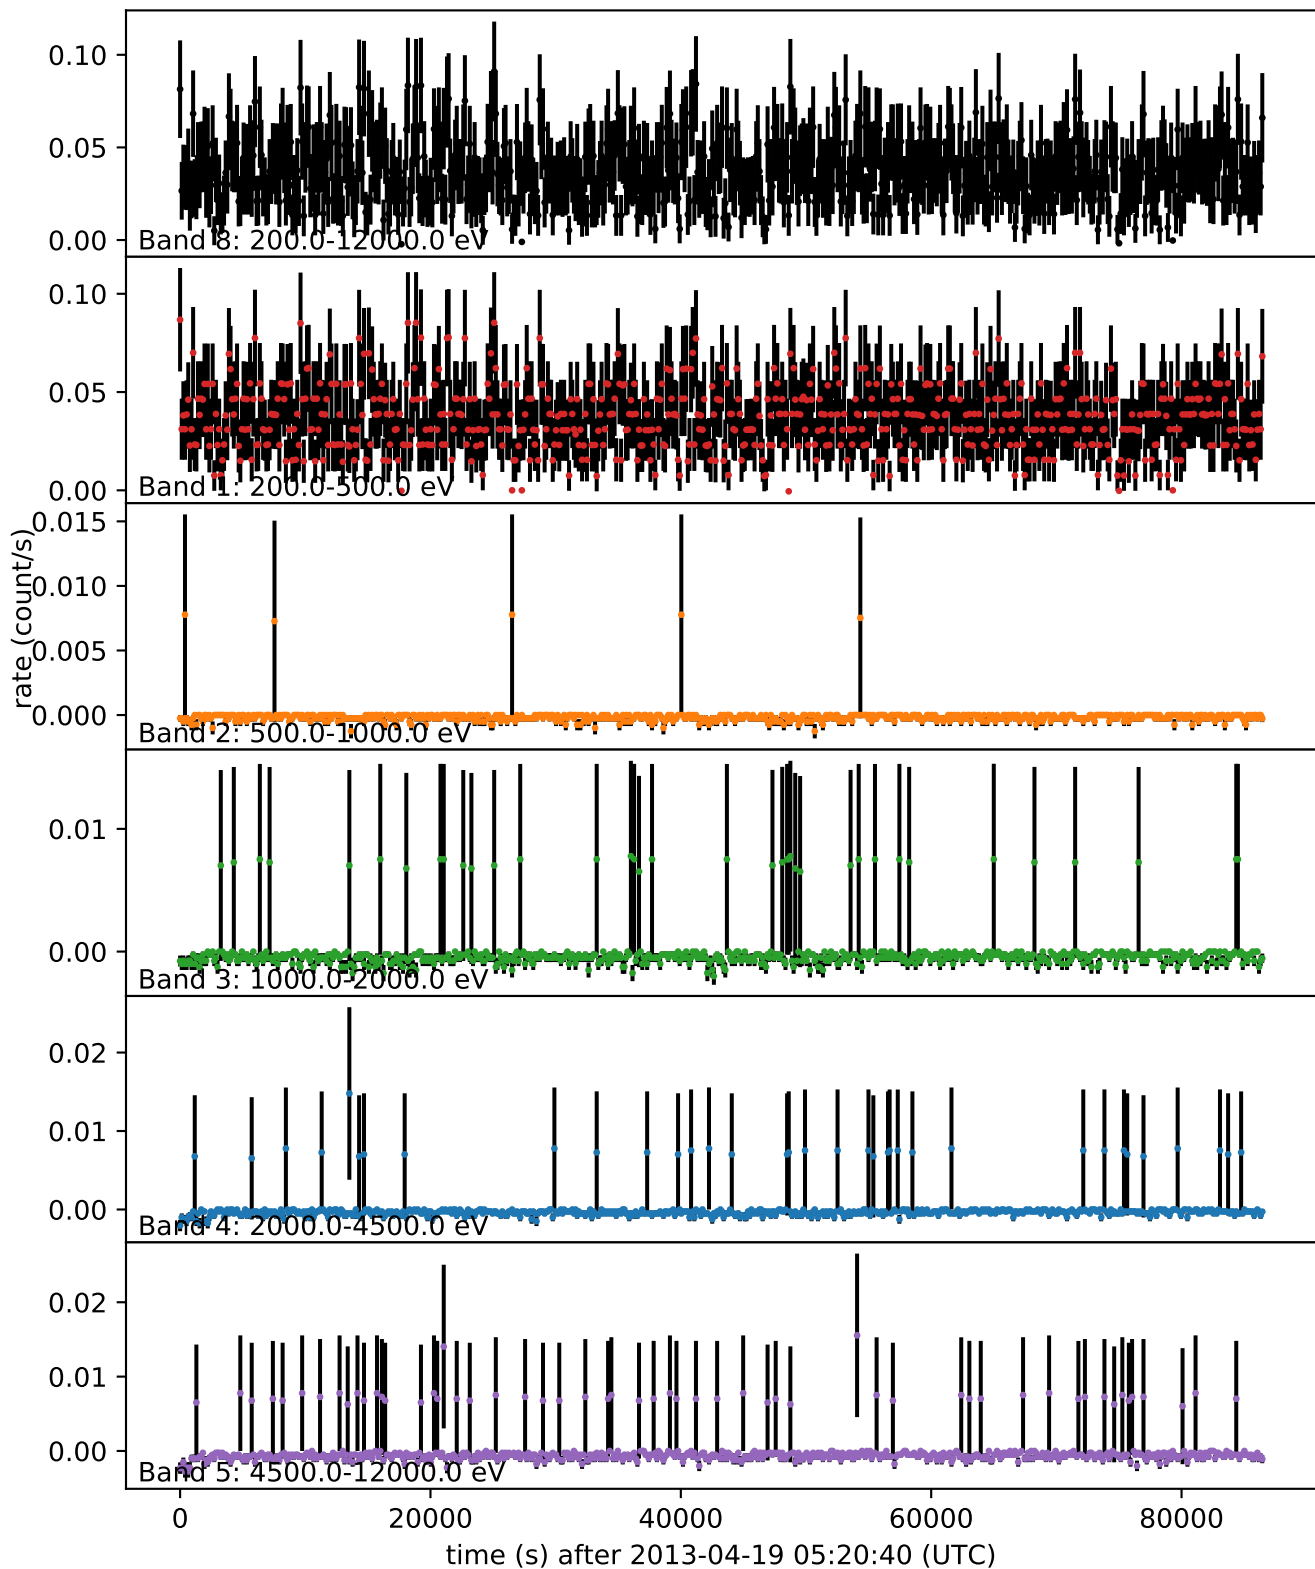 0.10
0.05
0.00
Band 8: 200.0-12000.0 eV
0.10
0.05
0.00
Band 1: 200.0-500.0 eV
rate (count/s)
0.015
0.010
0.005
0.000
Band 2: 500.0-1000.0 eV
0.01
0.00
Band 3: 1000.0-2000.0 eV
0.02
0.01
0.00
Band 4: 2000.0-4500.0 eV
0.02
0.01
0.00
Band 5: 4500.0-12000.0 eV
0 20000 40000 60000 80000
time (s) after 2013-04-19 05:20:40 (UTC)